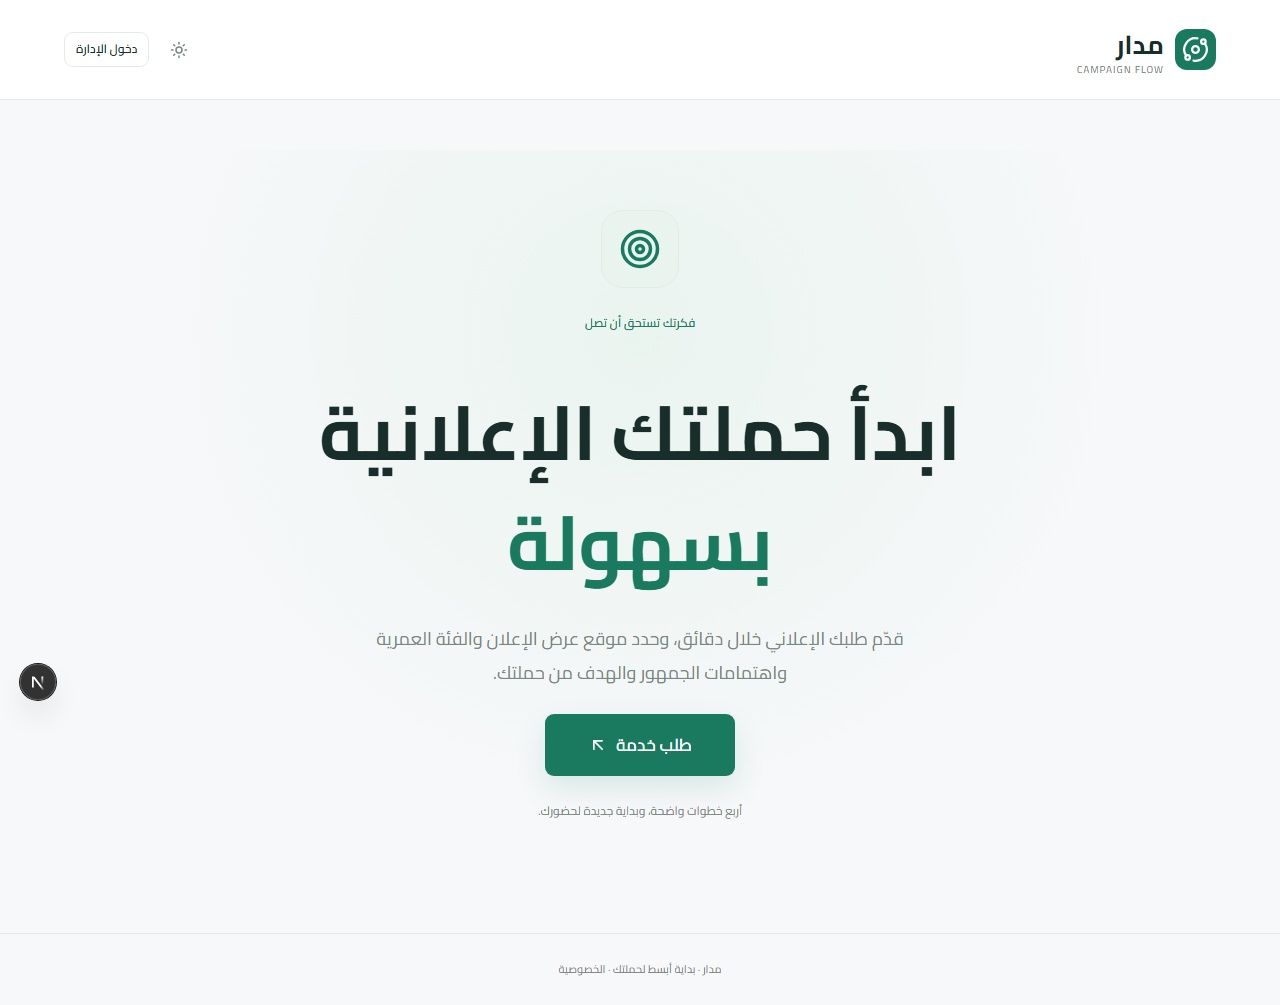 مدار
CAMPAIGN FLOW
دخول الإدارة
فكرتك تستحق أن تصل
ابدأ حملتك الإعلانية
بسهولة
قدّم طلبك الإعلاني خلال دقائق، وحدد موقع عرض الإعلان والفئة العمرية
واهتمامات الجمهور والهدف من حملتك.
طلب خدمة
أربع خطوات واضحة، وبداية جديدة لحضورك.
N
مدار · بداية أبسط لحملتك · الخصوصية